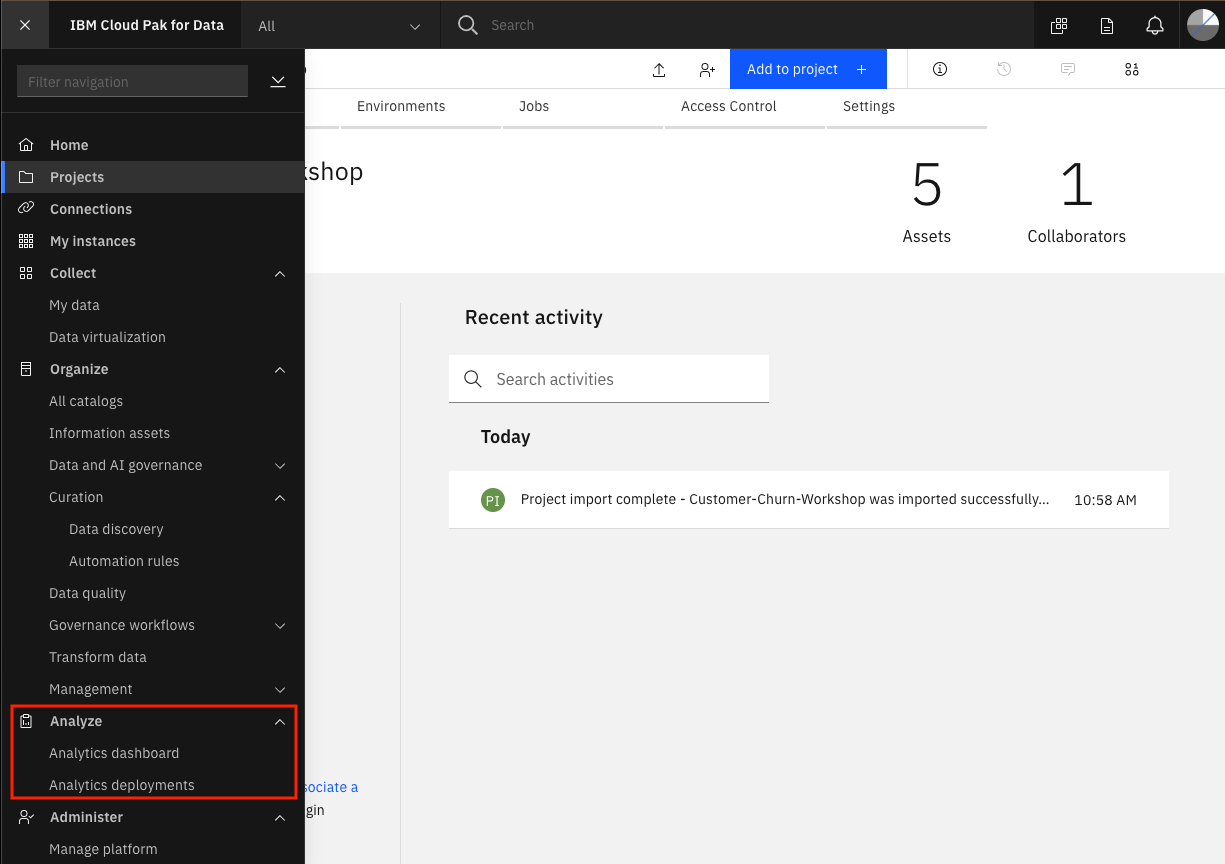 IBM Cloud Pak for Data
All
Search
Filter navigation
Add to project +
Environments
Jobs
Access Control
Settings
kshop
5
Assets
1
Collaborators
Home
Projects
Connections
My instances
Collect
My data
Data virtualization
Organize
All catalogs
Information assets
Data and AI governance
Curation
Data discovery
Automation rules
Data quality
Governance workflows
Transform data
Management
Analyze
Analytics dashboard
Analytics deployments
Administer
Manage platform
sociate a
gin
Recent activity
Search activities
Today
PI
Project import complete - Customer-Churn-Workshop was imported successfully...
10:58 AM